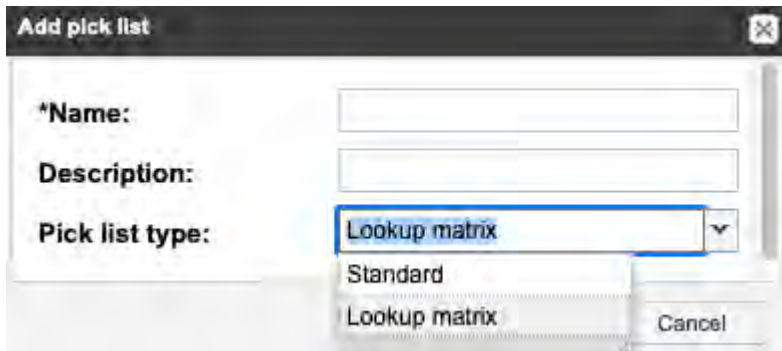 Add pick list
*Name:
Description:
Pick list type: Lookup matrix
Standard
Lookup matrix
Cancel